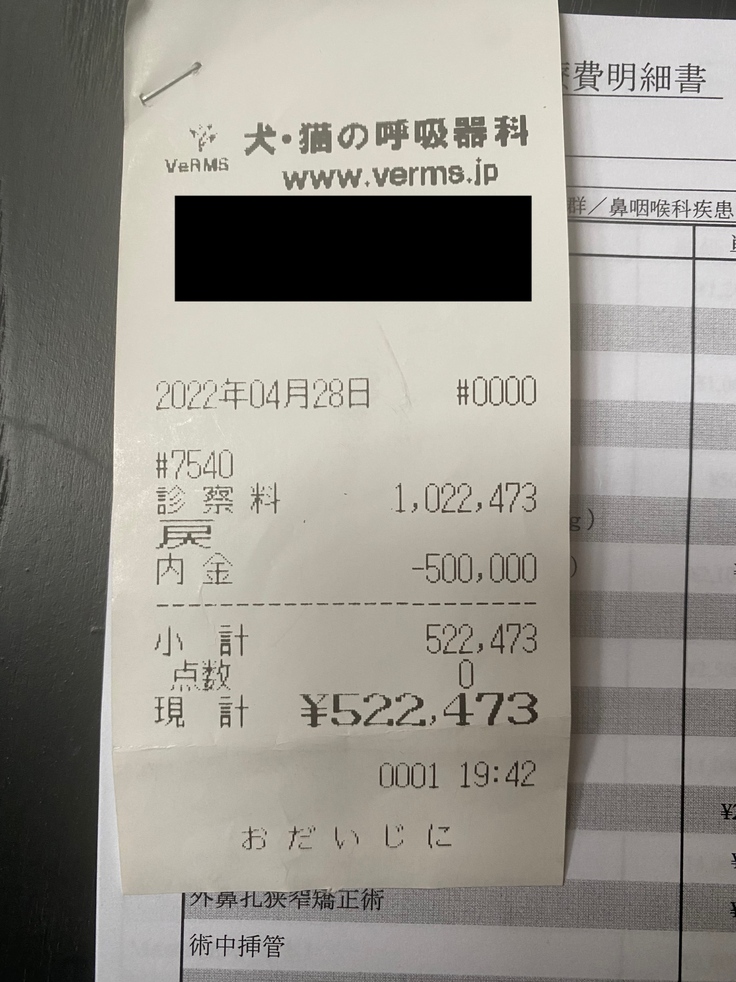 費明細書
VeRMS 犬・猫の呼吸器科
www.verms.jp
群／鼻咽喉科疾患
2022年04月28日 #0000
#7540
診察料 1,022,473
戻
内金 -500,000
小計 522,473
点数 0
現計 ¥522,473
0001 19:42
おだいじに
g)
)
外鼻孔狭窄矯正術
術中挿管